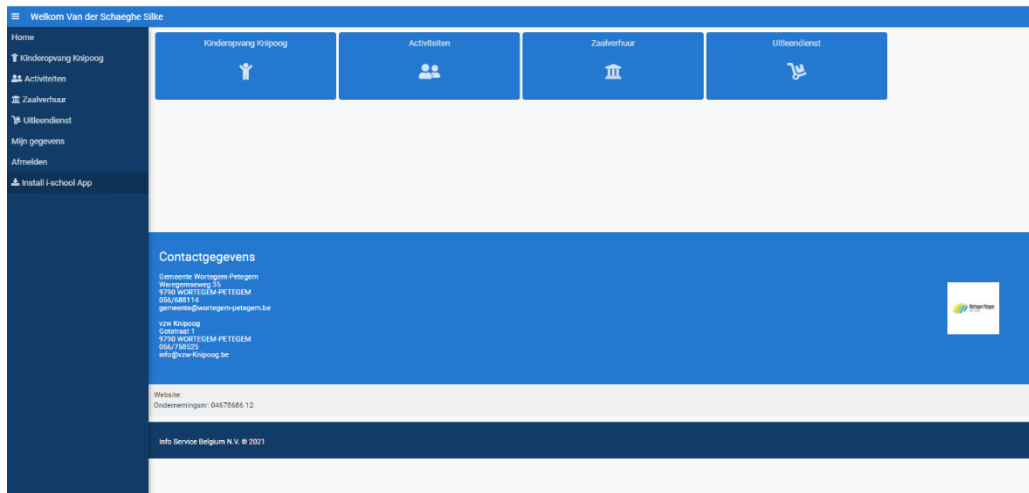 Welkom Van der Schaeghe Silke
Home
Kinderopvang Knipoog
Activiteiten
Zaalverhuur
Uitleendienst
Mijn gegevens
Afmelden
Install i-school App
Kinderopvang Knipoog
Activiteiten
Zaalverhuur
Uitleendienst
Contactgegevens
Gemeente Wortegem-Petegem
Waregemseweg 35
9790 WORTEGEM-PETEGEM
056/688114
gemeente@wortegem-petegem.be
vzw Knipoog
Gotstraat 1
9790 WORTEGEM-PETEGEM
056/758525
info@vzw-Knipoog.be
Wortegem-Petegem
Website:
Ondernemingsnr: 04678686 12
Info Service Belgium N.V. © 2021